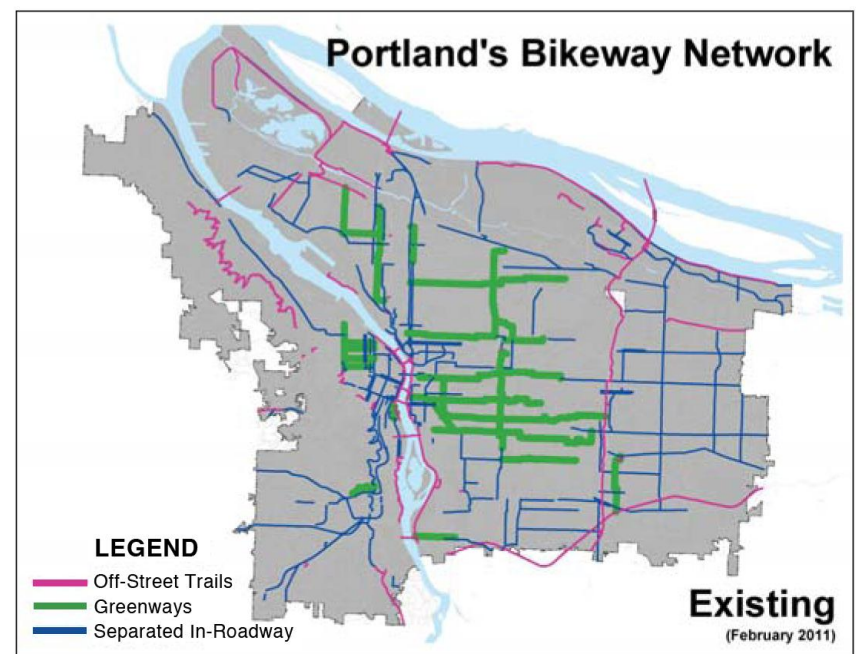 Portland's Bikeway Network
LEGEND
Off-Street Trails
Greenways
Separated In-Roadway
Existing
(February 2011)